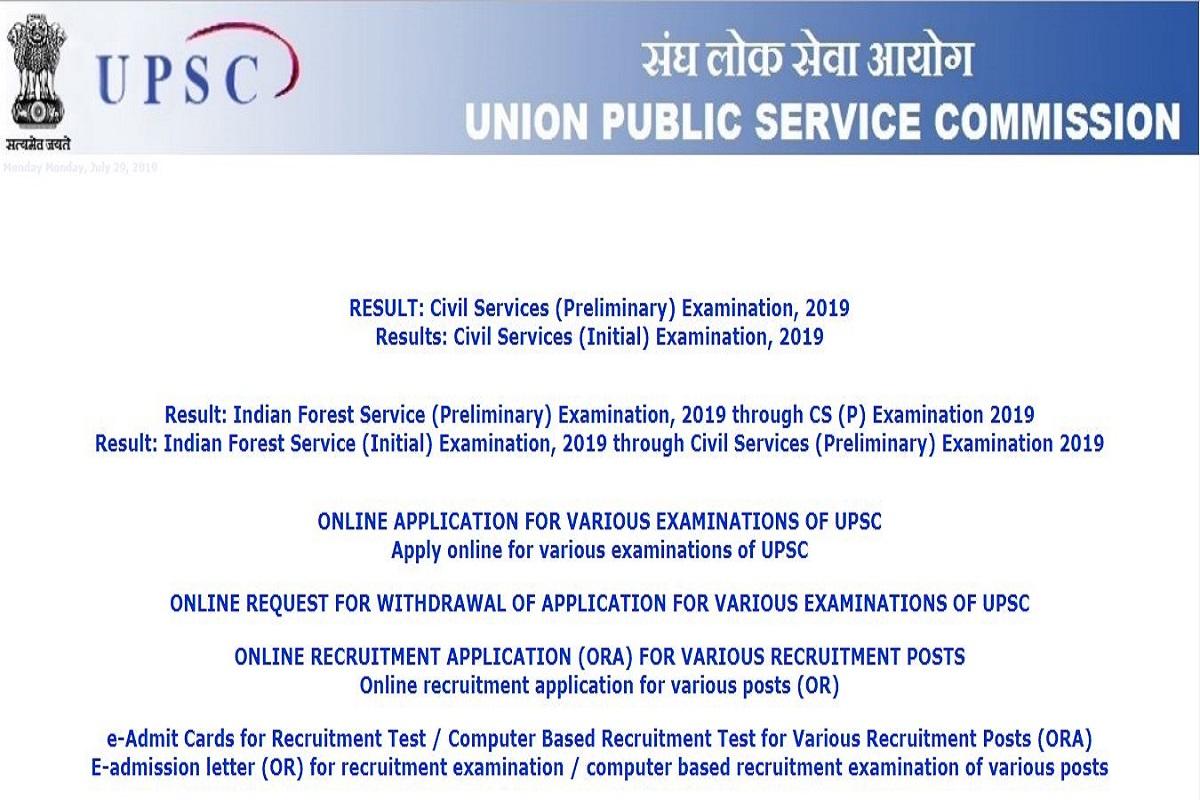 सत्यमेव जयते
UPSC
संघ लोक सेवा आयोग
UNION PUBLIC SERVICE COMMISSION
Monday Monday, July 29, 2019
RESULT: Civil Services (Preliminary) Examination, 2019
Results: Civil Services (Initial) Examination, 2019
Result: Indian Forest Service (Preliminary) Examination, 2019 through CS (P) Examination 2019
Result: Indian Forest Service (Initial) Examination, 2019 through Civil Services (Preliminary) Examination 2019
ONLINE APPLICATION FOR VARIOUS EXAMINATIONS OF UPSC
Apply online for various examinations of UPSC
ONLINE REQUEST FOR WITHDRAWAL OF APPLICATION FOR VARIOUS EXAMINATIONS OF UPSC
ONLINE RECRUITMENT APPLICATION (ORA) FOR VARIOUS RECRUITMENT POSTS
Online recruitment application for various posts (OR)
e-Admit Cards for Recruitment Test / Computer Based Recruitment Test for Various Recruitment Posts (ORA)
E-admission letter (OR) for recruitment examination / computer based recruitment examination of various posts